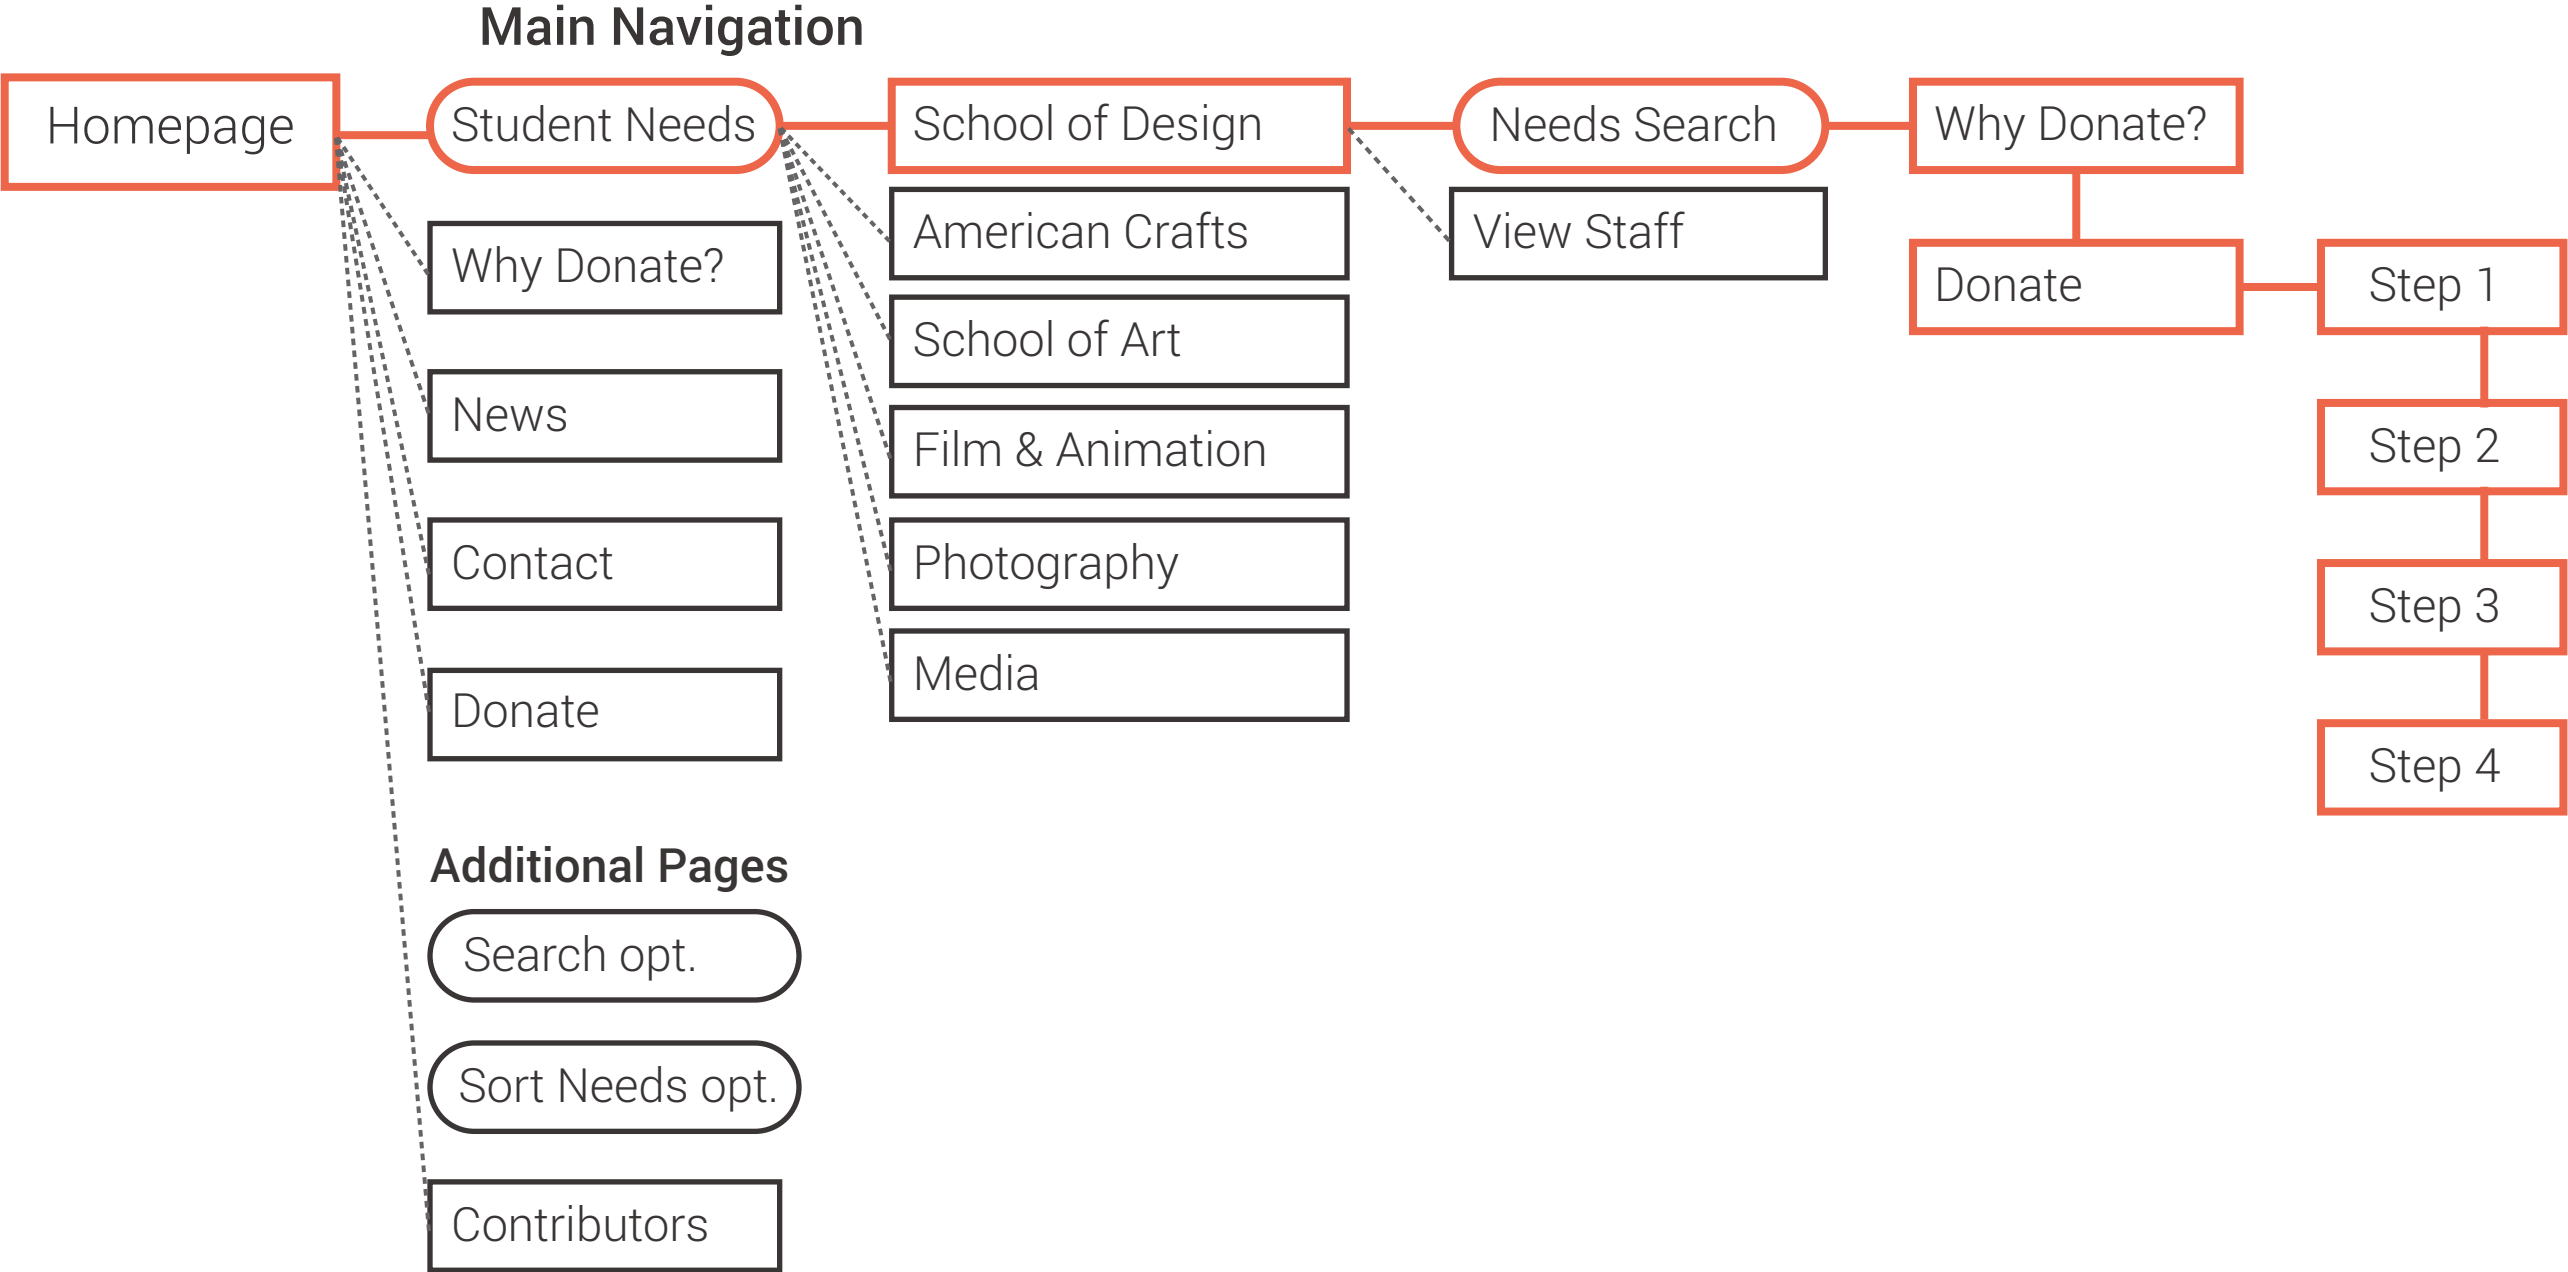 Main Navigation
Homepage
Student Needs
School of Design
Needs Search
Why Donate?
American Crafts
View Staff
Why Donate?
Donate
Step 1
School of Art
News
Film & Animation
Step 2
Contact
Photography
Step 3
Donate
Media
Step 4
Additional Pages
Search opt.
Sort Needs opt.
Contributors